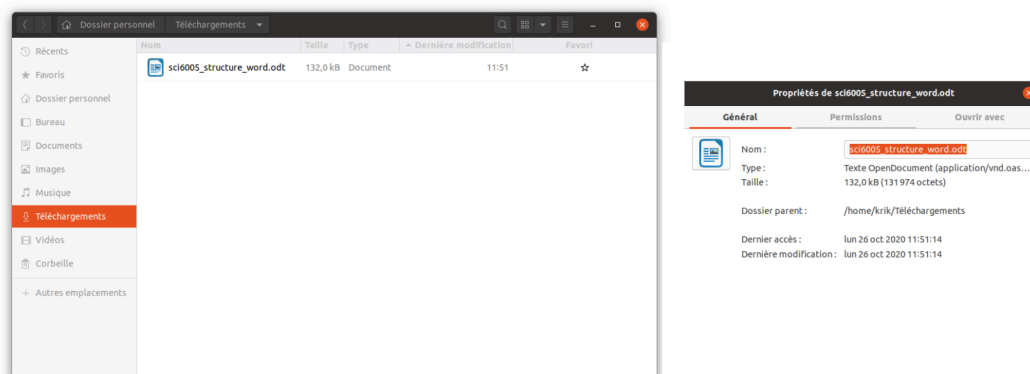 Dossier personnel Téléchargements
Récents
Favoris
Dossier personnel
Bureau
Documents
Images
Musique
Téléchargements
Vidéos
Corbeille
+ Autres emplacements
Nom Taille Type Dernière modification Favori
sci6005_structure_word.odt 132,0 kB Document 11:51
Propriétés de sci6005_structure_word.odt
Général Permissions Ouvrir avec
Nom : sci6005_structure_word.odt
Type : Texte OpenDocument (application/vnd.oas…
Taille : 132,0 kB (131 974 octets)
Dossier parent : /home/krik/Téléchargements
Dernier accès : lun 26 oct 2020 11:51:14
Dernière modification : lun 26 oct 2020 11:51:14